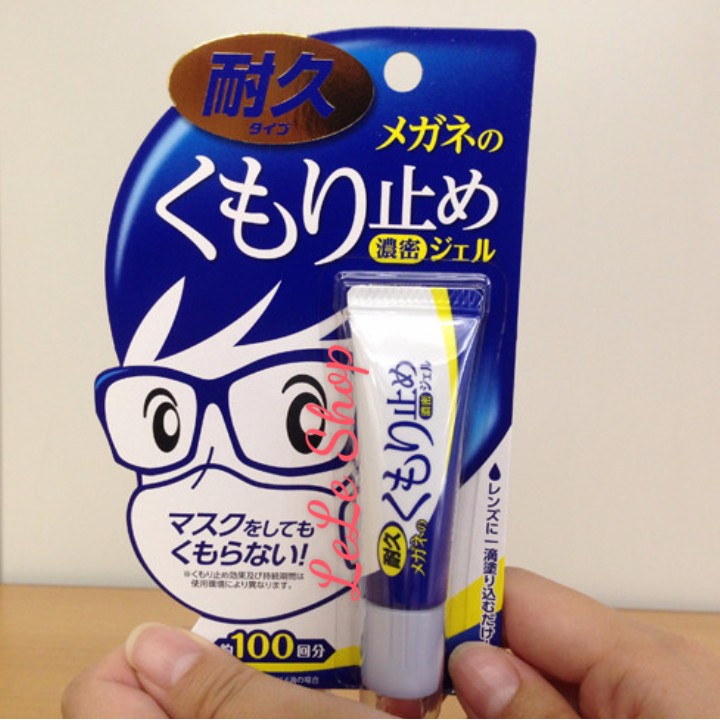 耐久
タイプ
メガネの
くもり止め
濃密ジェル
耐久
メガネの
くもり止め
濃密ジェル
LeLe Shop
マスクをしても
くもらない!
※くもり止め効果及び持続期間は
使用環境により異なります。
レンズに一滴塗り込むだけ!
約100回分
の場合